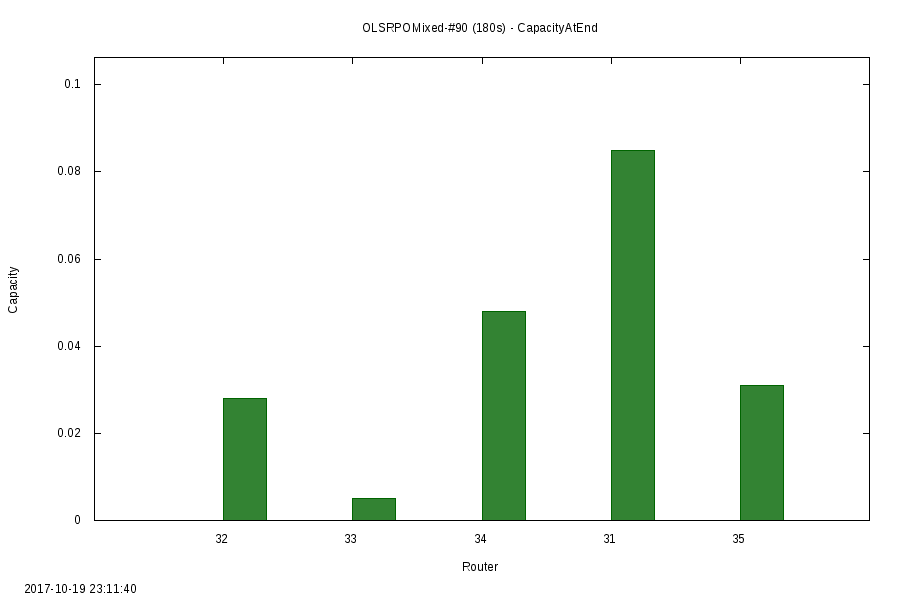 OLSRPOMixed-#90 (180s) - CapacityAtEnd
0.1
0.08
0.06
0.04
0.02
0
Capacity
32 33 34 31 35
Router
2017-10-19 23:11:40